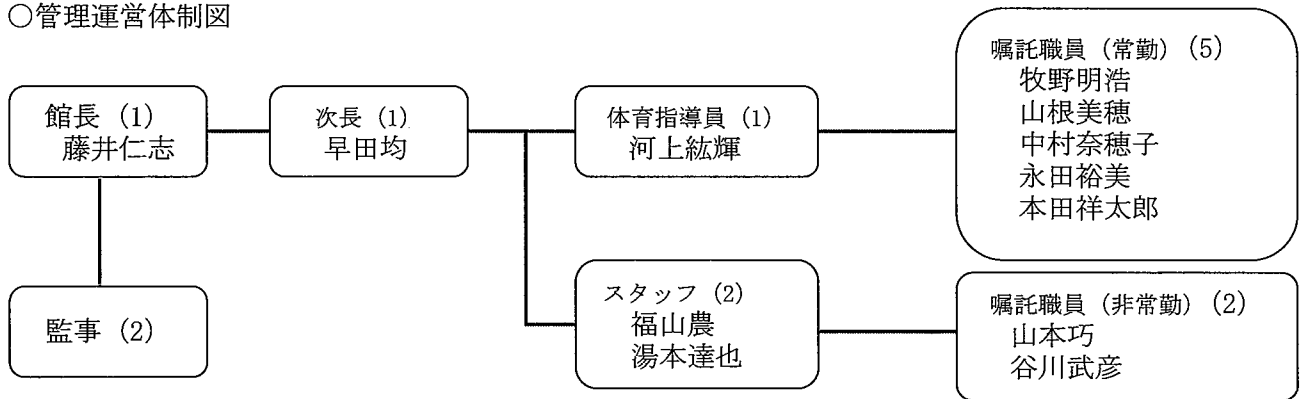 ○管理運営体制図
館長 (1)
藤井仁志
次長 (1)
早田均
体育指導員 (1)
河上紘輝
嘱託職員 (常勤) (5)
牧野明浩
山根美穂
中村奈穂子
永田裕美
本田祥太郎
監事 (2)
スタッフ (2)
福山農
湯本達也
嘱託職員 (非常勤) (2)
山本巧
谷川武彦